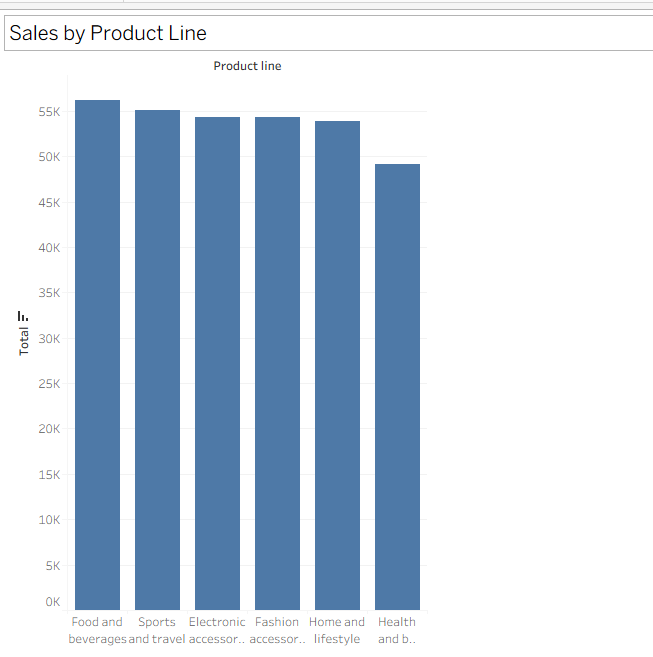 Sales by Product Line
Product line
55K
50K
45K
40K
35K
30K
25K
20K
15K
10K
5K
0K
Total
Food and beverages
Sports and travel
Electronic accessor..
Fashion accessor..
Home and lifestyle
Health and b..